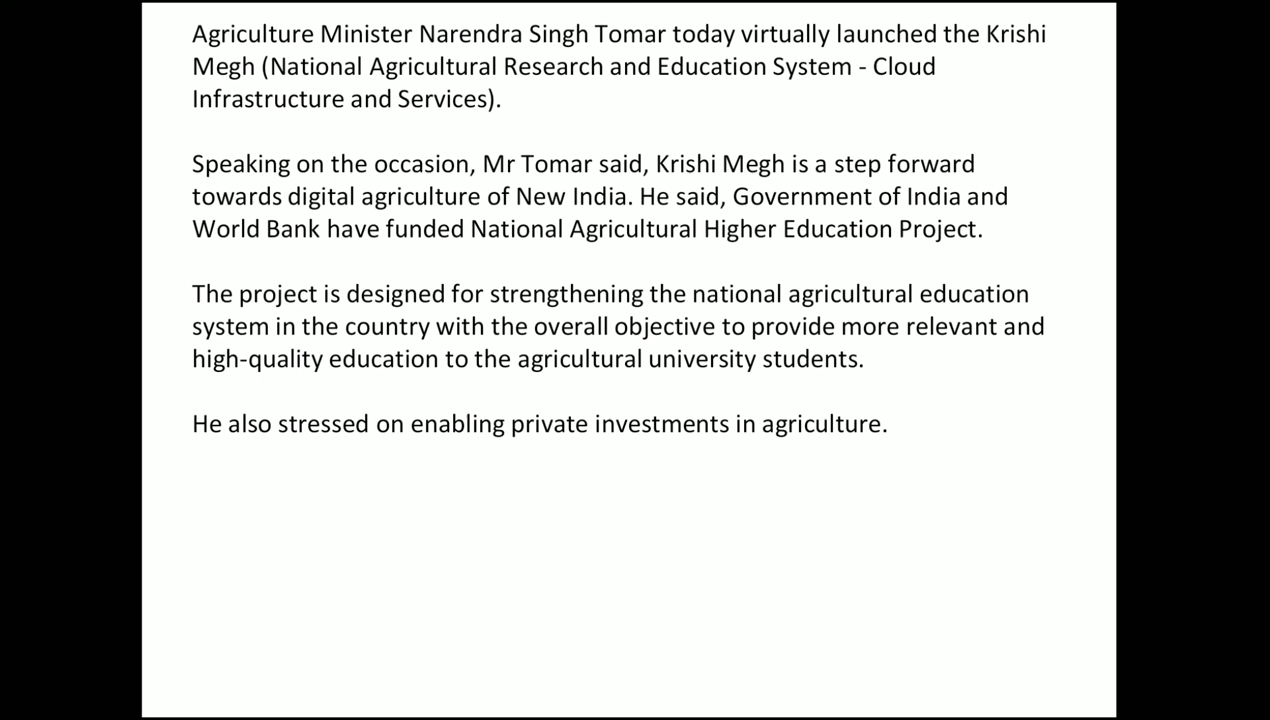 Agriculture Minister Narendra Singh Tomar today virtually launched the Krishi
Megh (National Agricultural Research and Education System - Cloud
Infrastructure and Services).
Speaking on the occasion, Mr Tomar said, Krishi Megh is a step forward
towards digital agriculture of New India. He said, Government of India and
World Bank have funded National Agricultural Higher Education Project.
The project is designed for strengthening the national agricultural education
system in the country with the overall objective to provide more relevant and
high-quality education to the agricultural university students.
He also stressed on enabling private investments in agriculture.